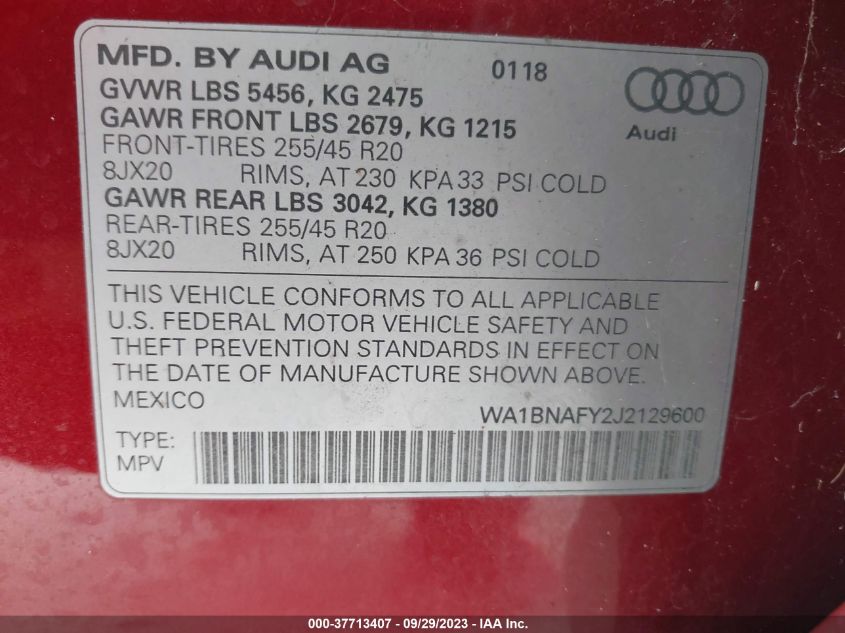 MFD. BY AUDI AG 0118
GVWR LBS 5456, KG 2475
GAWR FRONT LBS 2679, KG 1215
FRONT-TIRES 255/45 R20
8JX20 RIMS, AT 230 KPA 33 PSI COLD
GAWR REAR LBS 3042, KG 1380
REAR-TIRES 255/45 R20
8JX20 RIMS, AT 250 KPA 36 PSI COLD
Audi
THIS VEHICLE CONFORMS TO ALL APPLICABLE
U.S. FEDERAL MOTOR VEHICLE SAFETY AND
THEFT PREVENTION STANDARDS IN EFFECT ON
THE DATE OF MANUFACTURE SHOWN ABOVE.
MEXICO WA1BNAFY2J2129600
TYPE:
MPV
000-37713407 - 09/29/2023 - IAA Inc.